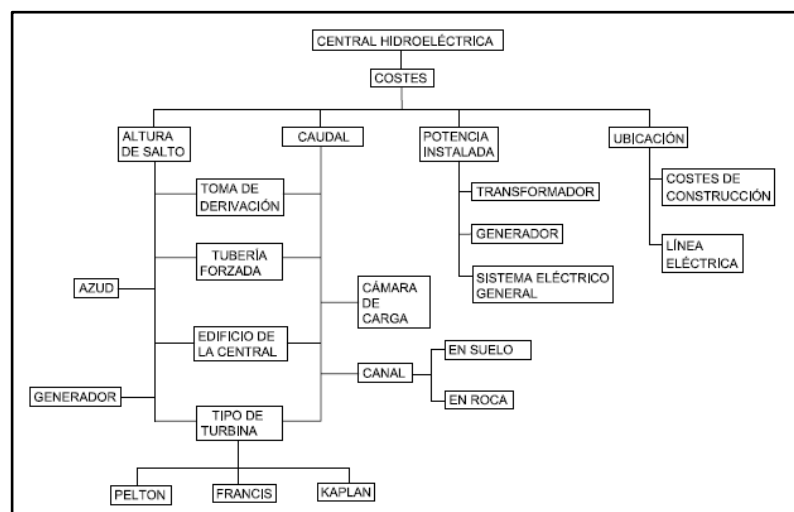 CENTRAL HIDROELÉCTRICA
COSTES
ALTURA
DE SALTO
CAUDAL
POTENCIA
INSTALADA
UBICACIÓN
TOMA DE
DERIVACIÓN
TRANSFORMADOR
COSTES DE
CONSTRUCCIÓN
GENERADOR
TUBERÍA
FORZADA
LÍNEA
ELÉCTRICA
AZUD
CÁMARA
DE
CARGA
SISTEMA ELÉCTRICO
GENERAL
EDIFICIO DE
LA CENTRAL
EN SUELO
CANAL
GENERADOR
EN ROCA
TIPO DE
TURBINA
PELTON
FRANCIS
KAPLAN